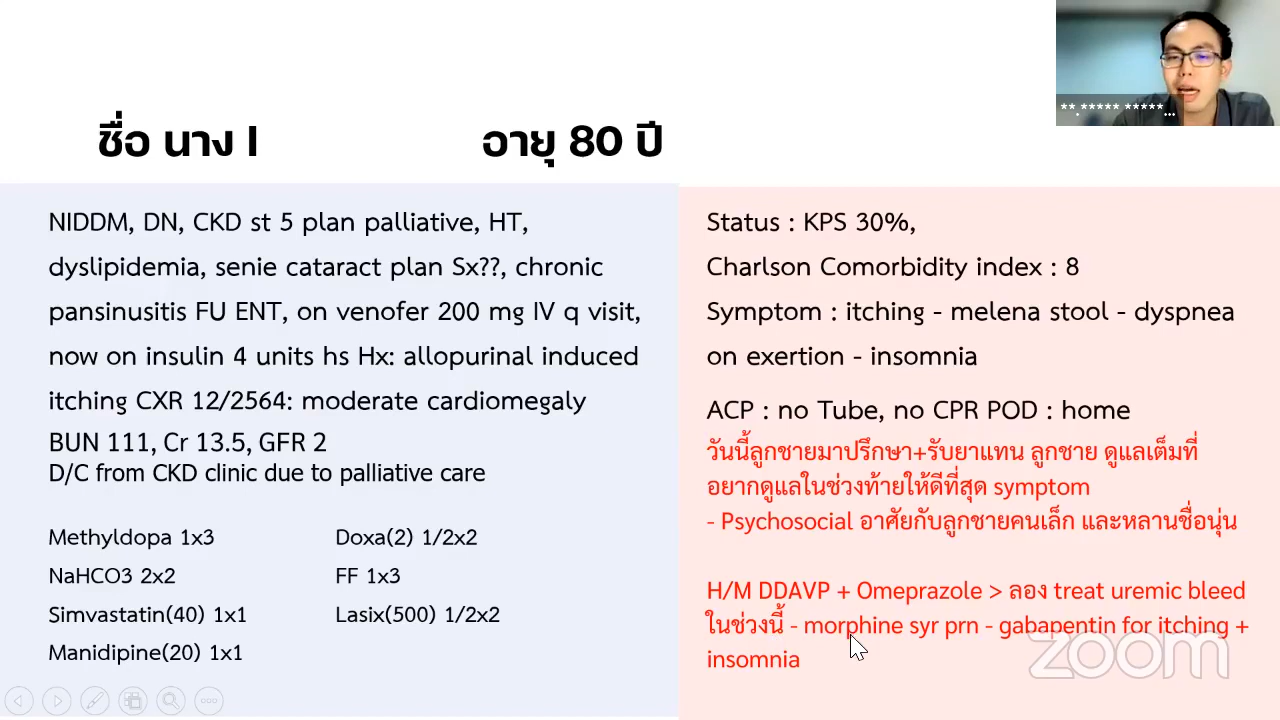 **.***** *****...
ชื่อ นาง I อายุ 80 ปี
NIDDM, DN, CKD st 5 plan palliative, HT,
dyslipidemia, senie cataract plan Sx??, chronic
pansinusitis FU ENT, on venofer 200 mg IV q visit,
now on insulin 4 units hs Hx: allopurinal induced
itching CXR 12/2564: moderate cardiomegaly
BUN 111, Cr 13.5, GFR 2
D/C from CKD clinic due to palliative care
Methyldopa 1x3 Doxa(2) 1/2x2
NaHCO3 2x2 FF 1x3
Simvastatin(40) 1x1 Lasix(500) 1/2x2
Manidipine(20) 1x1
Status : KPS 30%,
Charlson Comorbidity index : 8
Symptom : itching - melena stool - dyspnea
on exertion - insomnia
ACP : no Tube, no CPR POD : home
วันนี้ลูกชายมาปรึกษา+รับยาแทน ลูกชาย ดูแลเต็มที่
อยากดูแลในช่วงท้ายให้ดีที่สุด symptom
- Psychosocial อาศัยกับลูกชายคนเล็ก และหลานชื่อนุ่น
H/M DDAVP + Omeprazole > ลอง treat uremic bleed
ในช่วงนี้ - morphine syr prn - gabapentin for itching +
insomnia
zoom